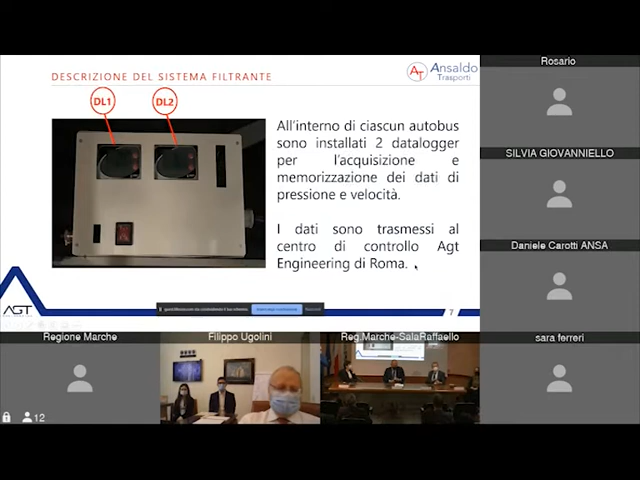 DESCRIZIONE DEL SISTEMA FILTRANTE
AT
Ansaldo
Trasporti
DL1
DL2
All'interno di ciascun autobus
sono installati 2 datalogger
per l'acquisizione e
memorizzazione dei dati di
pressione e velocità.
I dati sono trasmessi al
centro di controllo Agt
Engineering di Roma.
AGT
7
Rosario
SILVIA GIOVANNIELLO
Daniele Carotti ANSA
sara ferreri
Regione Marche
Filippo Ugolini
Reg.Marche-SalaRaffaello
12